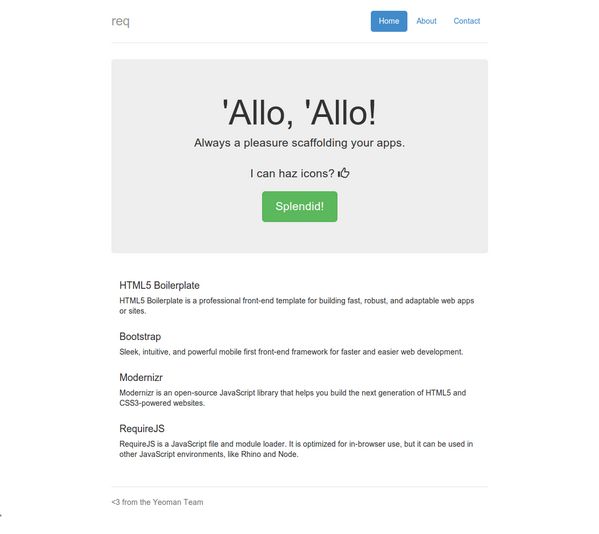 req
Home About Contact
'Allo, 'Allo!
Always a pleasure scaffolding your apps.
I can haz icons?
Splendid!
HTML5 Boilerplate
HTML5 Boilerplate is a professional front-end template for building fast, robust, and adaptable web apps
or sites.
Bootstrap
Sleek, intuitive, and powerful mobile first front-end framework for faster and easier web development.
Modernizr
Modernizr is an open-source JavaScript library that helps you build the next generation of HTML5 and
CSS3-powered websites.
RequireJS
RequireJS is a JavaScript file and module loader. It is optimized for in-browser use, but it can be used in
other JavaScript environments, like Rhino and Node.
<3 from the Yeoman Team